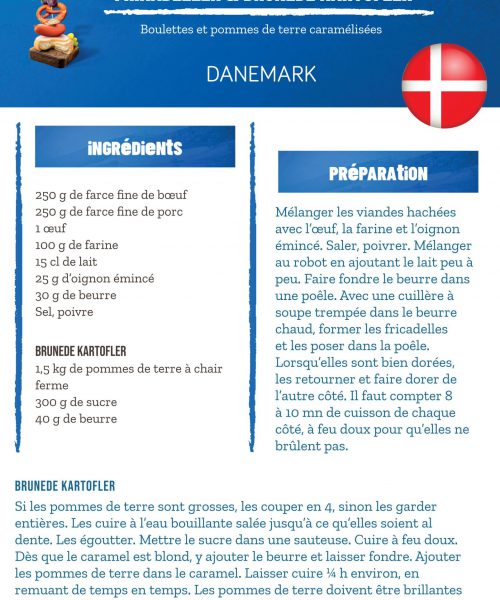 Boulettes et pommes de terre caramélisées
DANEMARK
INGRÉDIENTS
250 g de farce fine de bœuf
250 g de farce fine de porc
1 œuf
100 g de farine
15 cl de lait
25 g d'oignon émincé
30 g de beurre
Sel, poivre
BRUNEDE KARTOFLER
1,5 kg de pommes de terre à chair
ferme
300 g de sucre
40 g de beurre
PRÉPARATION
Mélanger les viandes hachées
avec l'œuf, la farine et l'oignon
émincé. Saler, poivrer. Mélanger
au robot en ajoutant le lait peu à
peu. Faire fondre le beurre dans
une poêle. Avec une cuillère à
soupe trempée dans le beurre
chaud, former les fricadelles
et les poser dans la poêle.
Lorsqu'elles sont bien dorées,
les retourner et faire dorer de
l'autre côté. Il faut compter 8
à 10 mn de cuisson de chaque
côté, à feu doux pour qu'elles ne
brûlent pas.
BRUNEDE KARTOFLER
Si les pommes de terre sont grosses, les couper en 4, sinon les garder
entières. Les cuire à l'eau bouillante salée jusqu'à ce qu'elles soient al
dente. Les égoutter. Mettre le sucre dans une sauteuse. Cuire à feu doux.
Dès que le caramel est blond, y ajouter le beurre et laisser fondre. Ajouter
les pommes de terre dans le caramel. Laisser cuire ¼ h environ, en
remuant de temps en temps. Les pommes de terre doivent être brillantes